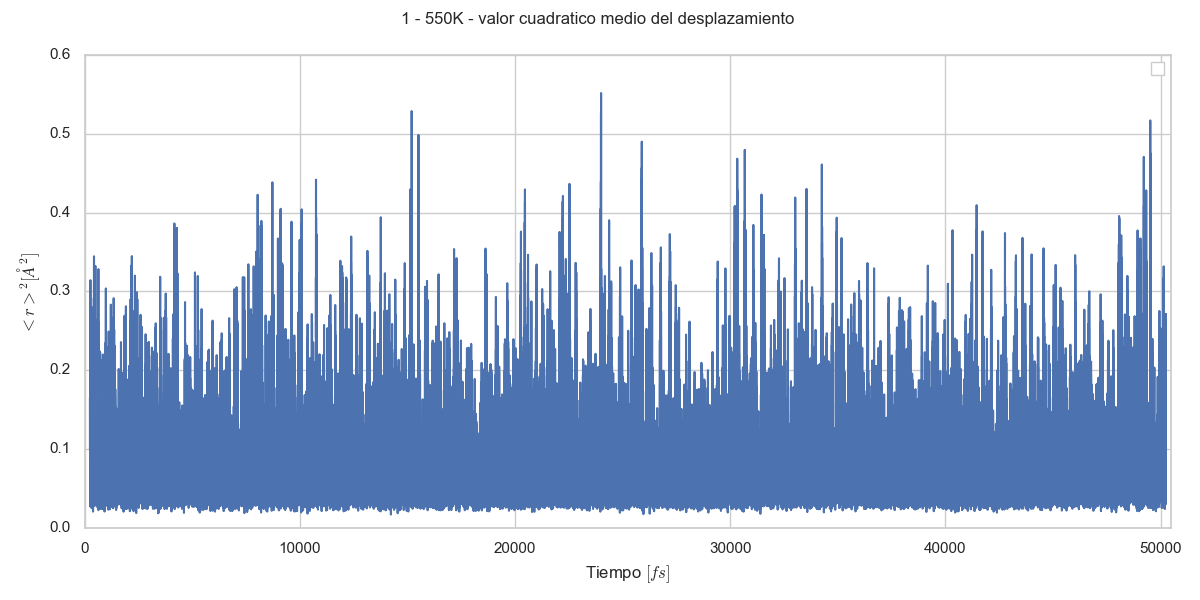 1 - 550K - valor cuadratico medio del desplazamiento
0.6
0.5
0.4
0.3
0.2
0.1
0.0
< r >² [Å²]
0 10000 20000 30000 40000 50000
Tiempo [fs]